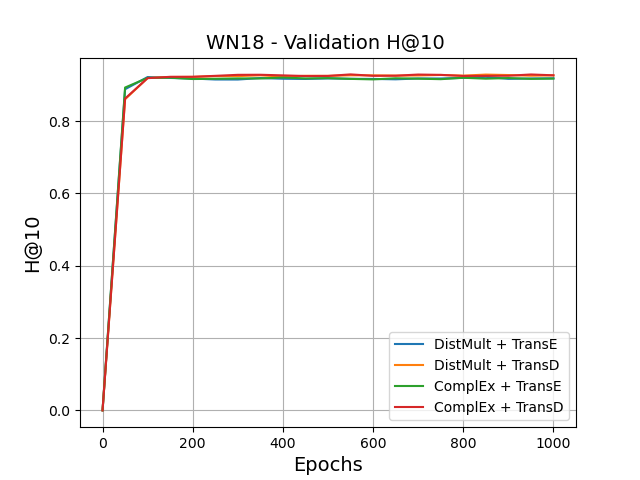 WN18 - Validation H@10
H@10
0.8
0.6
0.4
0.2
0.0
DistMult + TransE
DistMult + TransD
ComplEx + TransE
ComplEx + TransD
0 200 400 600 800 1000
Epochs